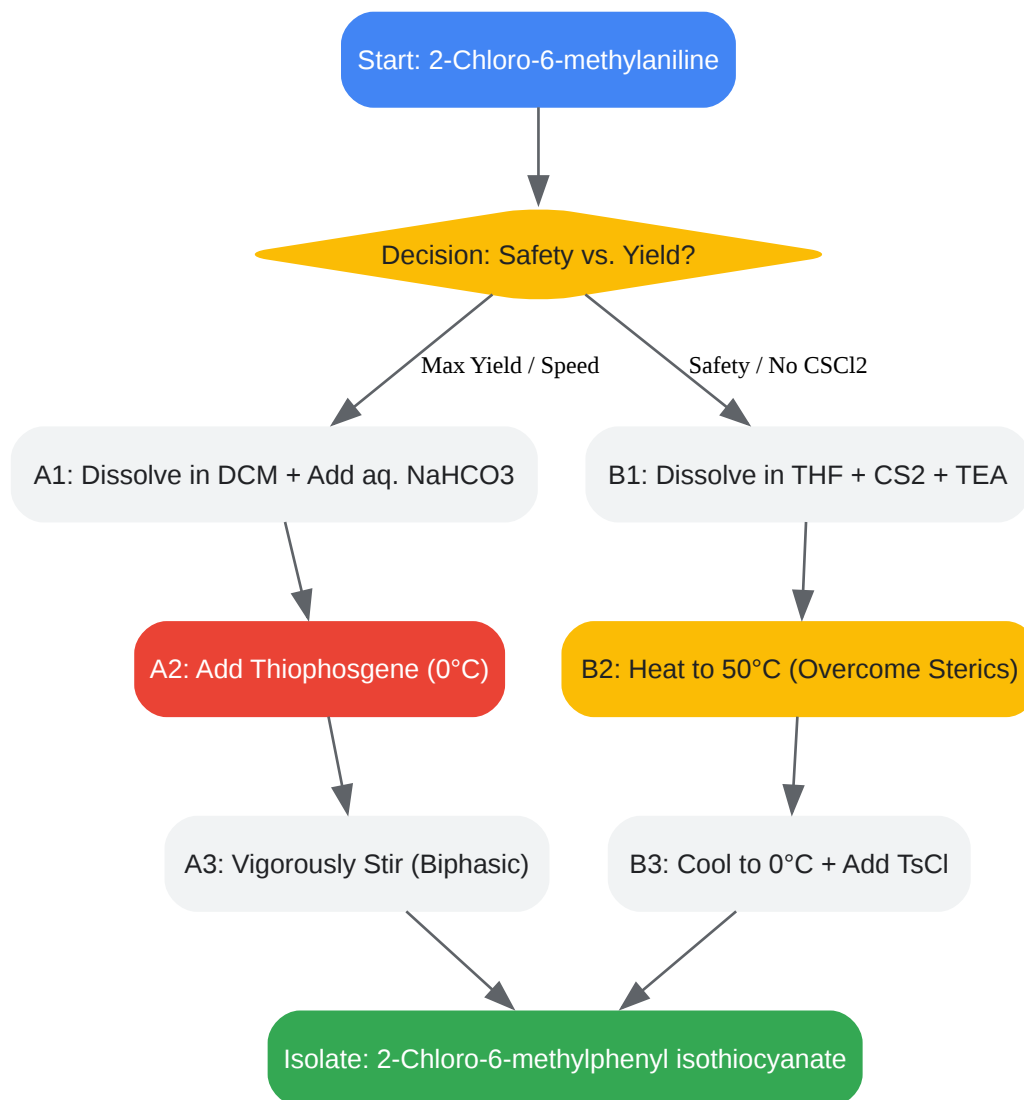 Start: 2-Chloro-6-methylaniline
Decision: Safety vs. Yield?
Max Yield / Speed
Safety / No CSCl2
A1: Dissolve in DCM + Add aq. NaHCO3
B1: Dissolve in THF + CS2 + TEA
A2: Add Thiophosgene (0°C)
B2: Heat to 50°C (Overcome Sterics)
A3: Vigorously Stir (Biphasic)
B3: Cool to 0°C + Add TsCl
Isolate: 2-Chloro-6-methylphenyl isothiocyanate